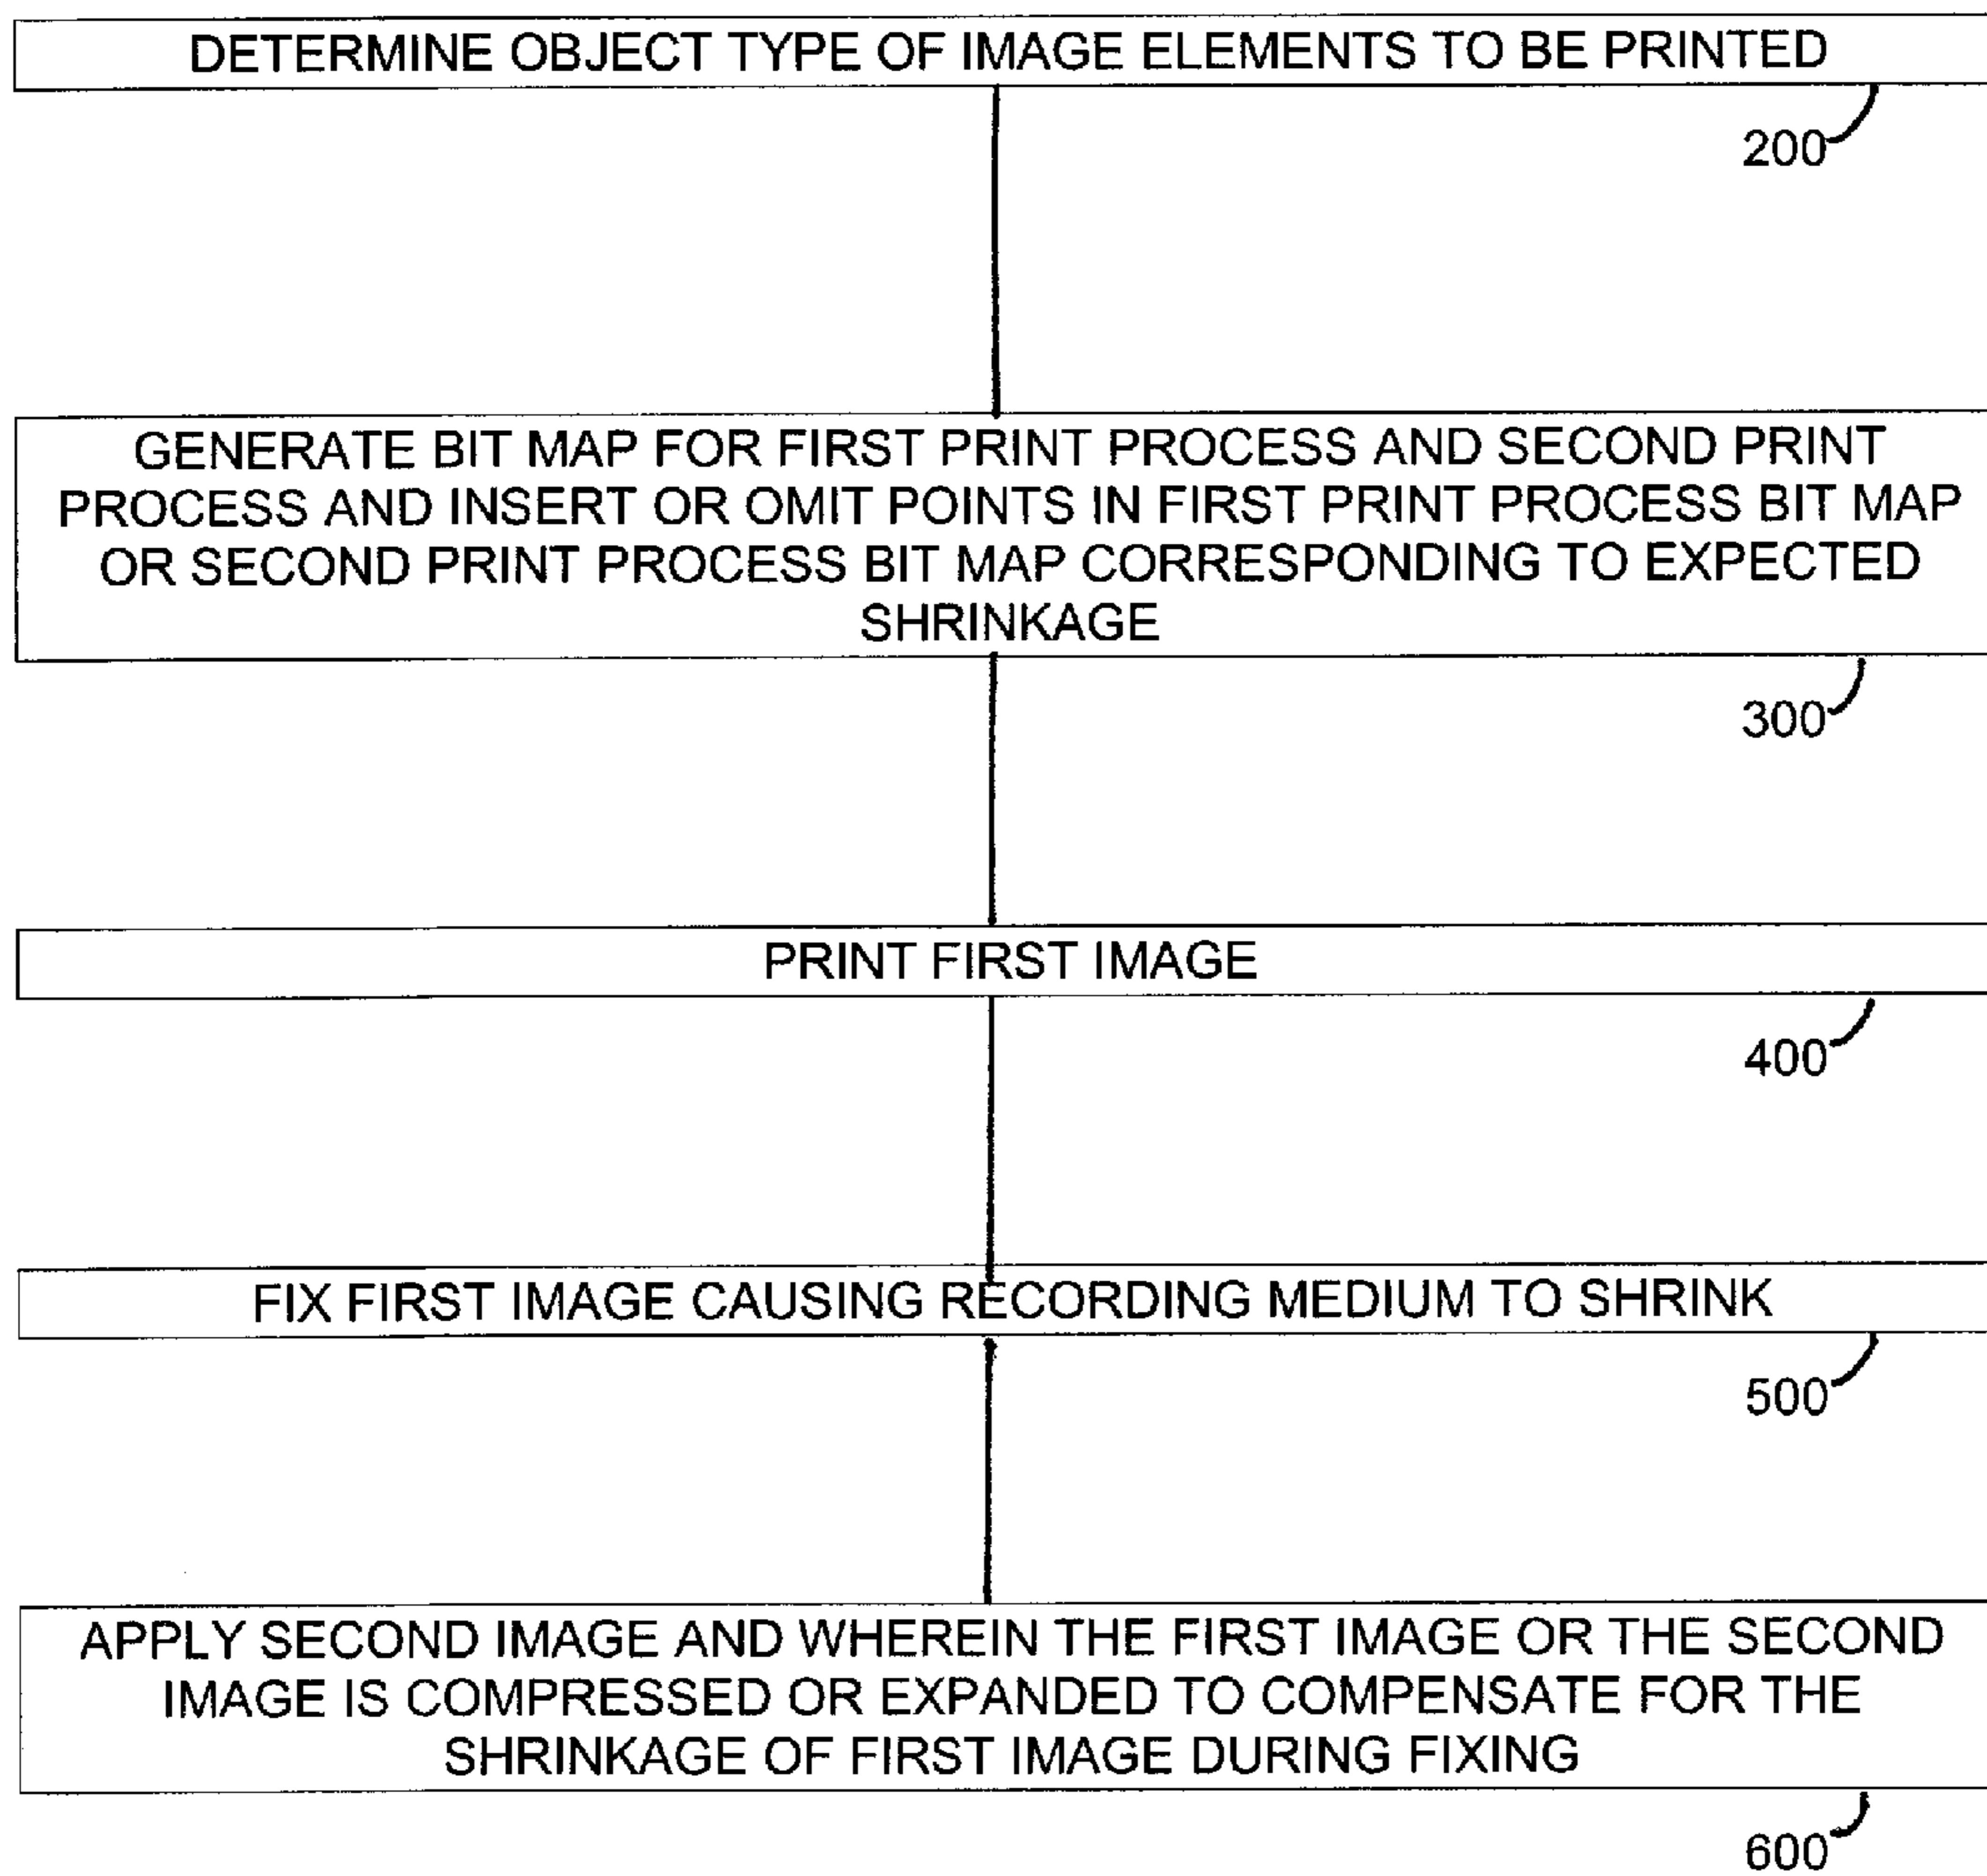 DETERMINE OBJECT TYPE OF IMAGE ELEMENTS TO BE PRINTED
200
GENERATE BIT MAP FOR FIRST PRINT PROCESS AND SECOND PRINT
PROCESS AND INSERT OR OMIT POINTS IN FIRST PRINT PROCESS BIT MAP
OR SECOND PRINT PROCESS BIT MAP CORRESPONDING TO EXPECTED
SHRINKAGE
300
PRINT FIRST IMAGE
400
FIX FIRST IMAGE CAUSING RECORDING MEDIUM TO SHRINK
500
APPLY SECOND IMAGE AND WHEREIN THE FIRST IMAGE OR THE SECOND
IMAGE IS COMPRESSED OR EXPANDED TO COMPENSATE FOR THE
SHRINKAGE OF FIRST IMAGE DURING FIXING
600